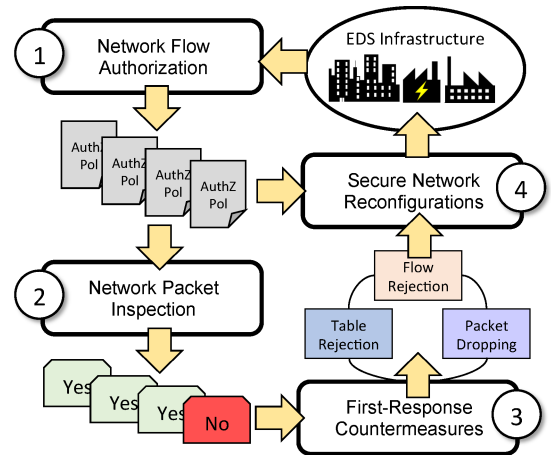 1
Network Flow
Authorization
EDS Infrastructure
AuthZ
Pol
AuthZ
Pol
AuthZ
Pol
AuthZ
Pol
Secure Network
Reconfigurations
4
2
Network Packet
Inspection
Flow
Rejection
Table
Rejection
Packet
Dropping
Yes
Yes
Yes
No
First-Response
Countermeasures
3